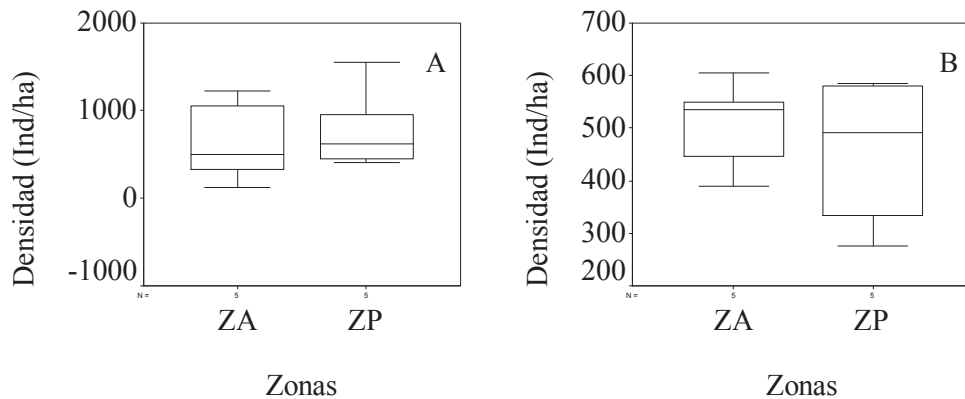 2000
1000
0
-1000
Densidad (Ind/ha)
A
N =
5
5
ZA
ZP
Zonas
700
600
500
400
300
200
Densidad (Ind/ha)
B
N =
5
5
ZA
ZP
Zonas